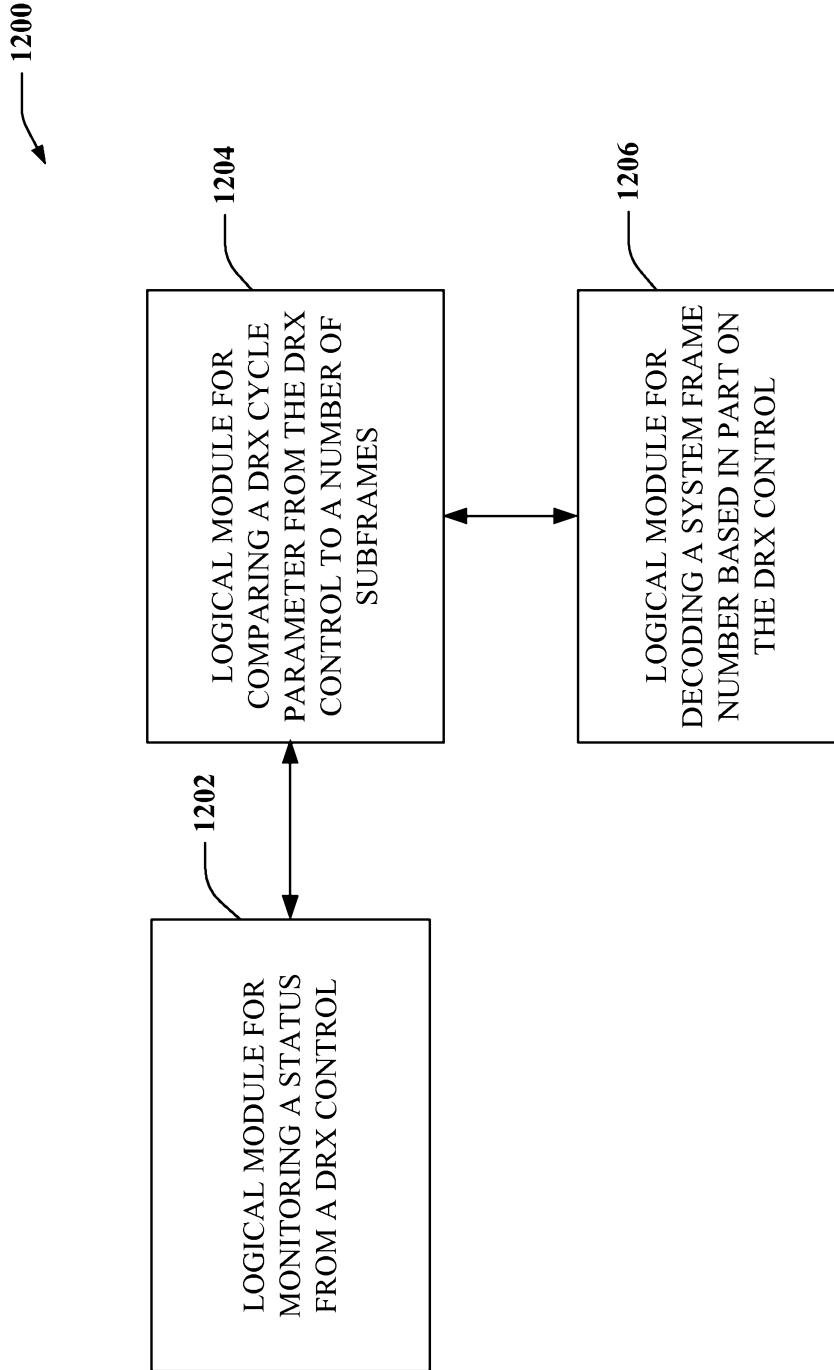 1200
1202
LOGICAL MODULE FOR
MONITORING A STATUS
FROM A DRX CONTROL
1204
LOGICAL MODULE FOR
COMPARING A DRX CYCLE
PARAMETER FROM THE DRX
CONTROL TO A NUMBER OF
SUBFRAMES
1206
LOGICAL MODULE FOR
DECODING A SYSTEM FRAME
NUMBER BASED IN PART ON
THE DRX CONTROL